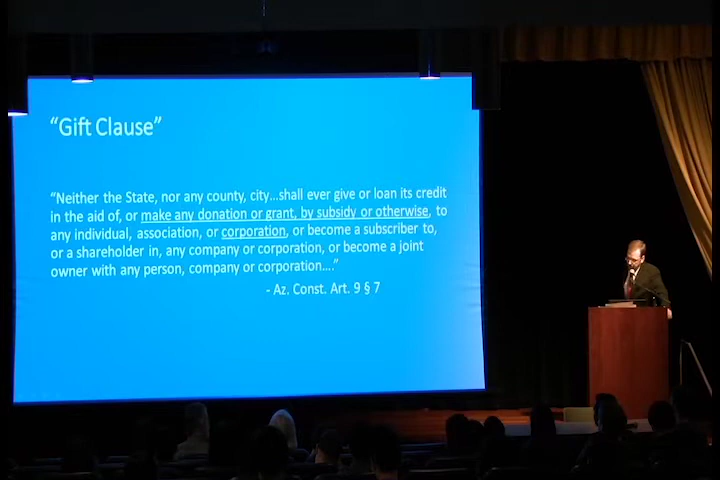 “Gift Clause”
“Neither the State, nor any county, city...shall ever give or loan its credit
in the aid of, or make any donation or grant, by subsidy or otherwise, to
any individual, association, or corporation, or become a subscriber to,
or a shareholder in, any company or corporation, or become a joint
owner with any person, company or corporation....”
- Az. Const. Art. 9 § 7